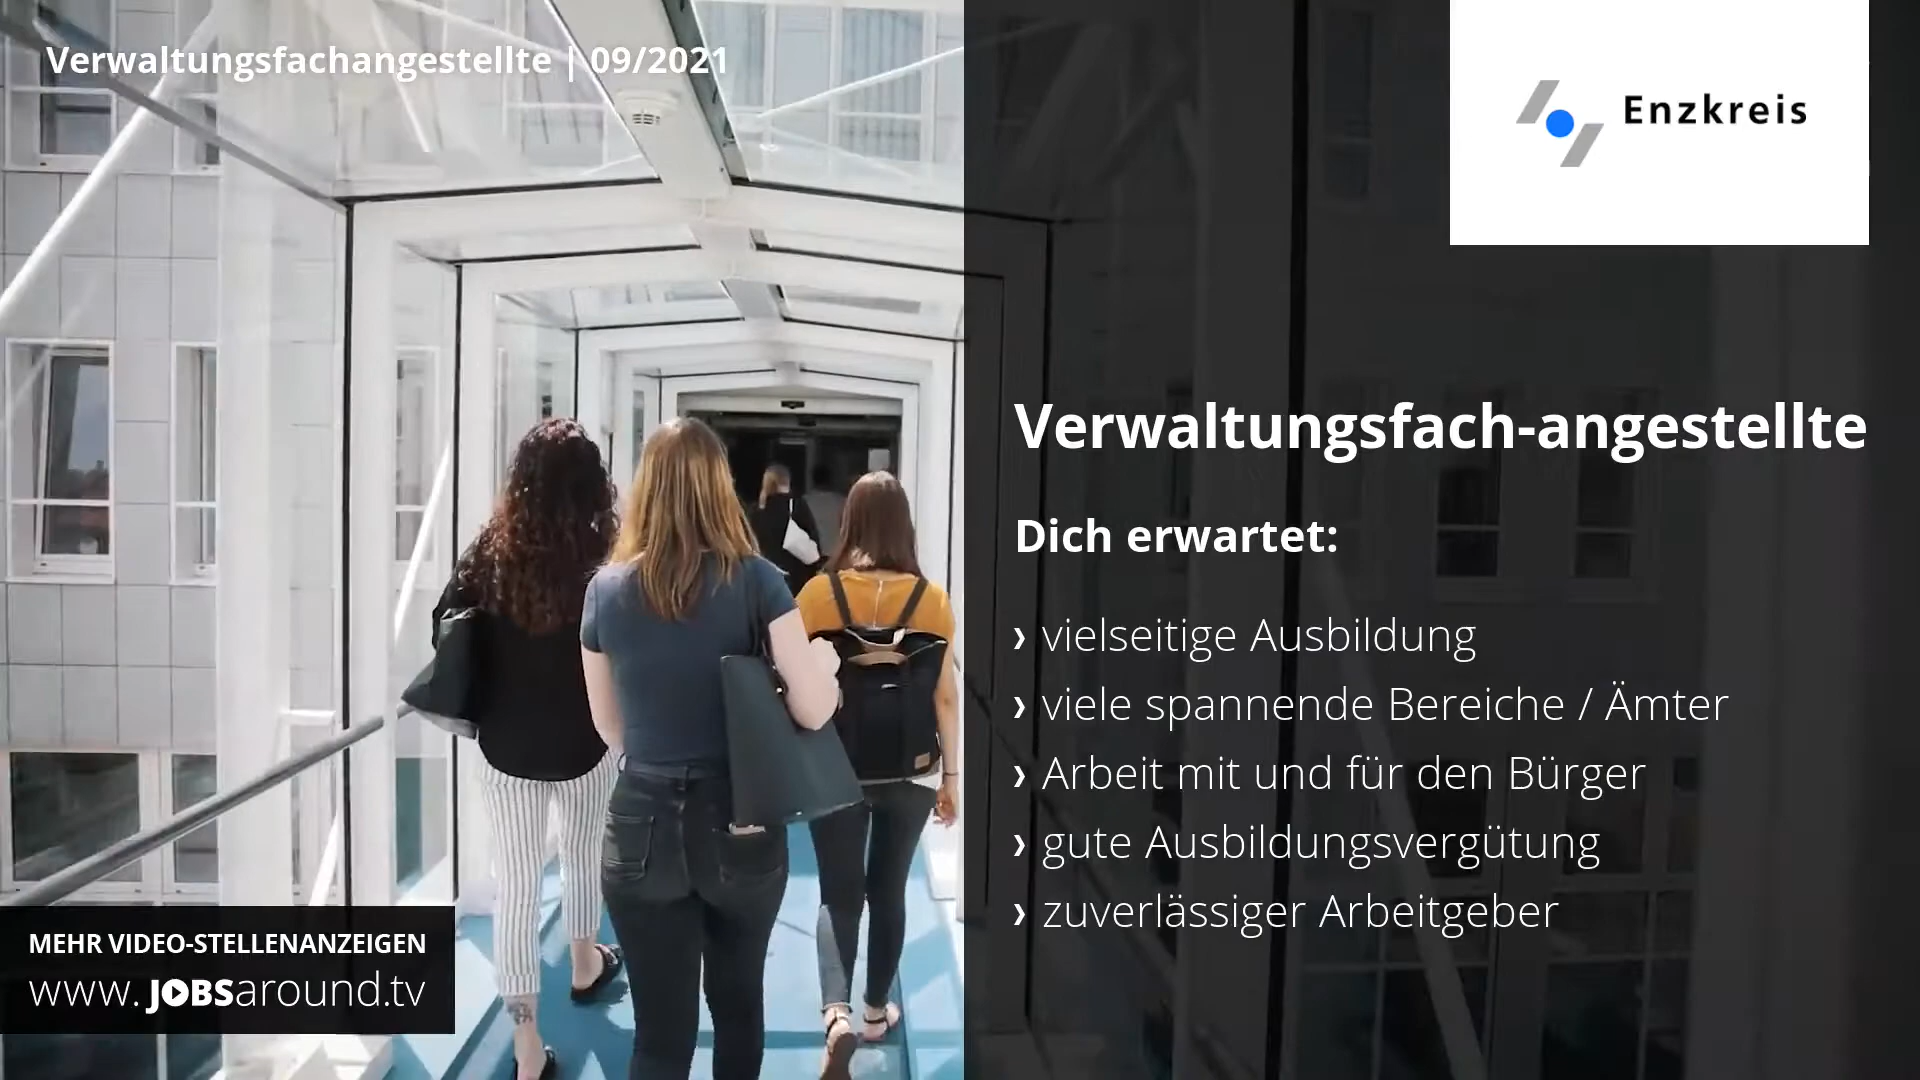 Verwaltungsfachangestellte | 09/2021
Enzkreis
Verwaltungsfach-angestellte
Dich erwartet:
› vielseitige Ausbildung
› viele spannende Bereiche / Ämter
› Arbeit mit und für den Bürger
› gute Ausbildungsvergütung
› zuverlässiger Arbeitgeber
MEHR VIDEO-STELLENANZEIGEN
www. JOBSaround.tv